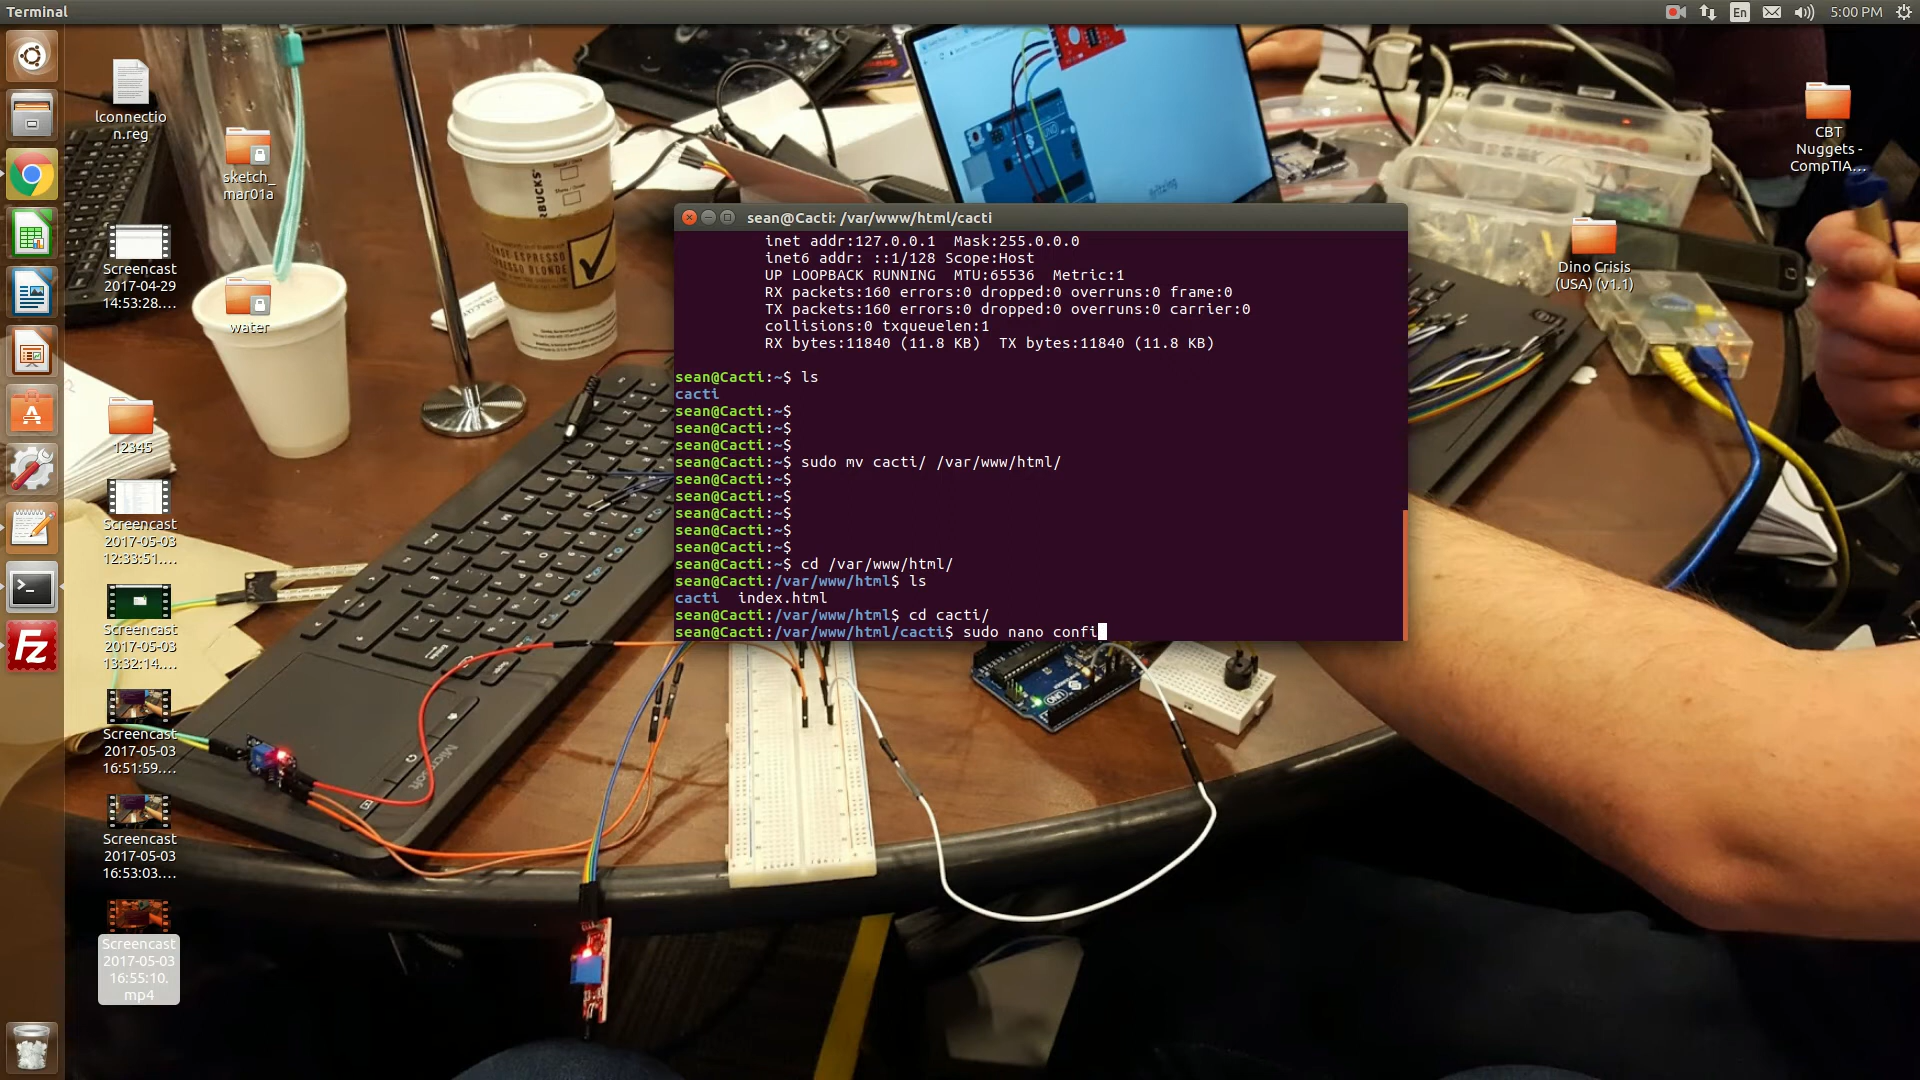 Terminal
En
5:00 PM
lconnectio
n.reg
sketch_
mar01a
Screencast
2017-04-29
14:53:28....
water
12345
Screencast
2017-05-03
12:33:51....
Screencast
2017-05-03
13:32:14....
Screencast
2017-05-03
16:51:59....
Screencast
2017-05-03
16:53:03....
Screencast
2017-05-03
16:55:10.
mp4
CBT
Nuggets -
CompTIA...
Dino Crisis
(USA) (v1.1)
sean@Cacti: /var/www/html/cacti
inet addr:127.0.0.1  Mask:255.0.0.0
inet6 addr: ::1/128 Scope:Host
UP LOOPBACK RUNNING  MTU:65536  Metric:1
RX packets:160 errors:0 dropped:0 overruns:0 frame:0
TX packets:160 errors:0 dropped:0 overruns:0 carrier:0
collisions:0 txqueuelen:1
RX bytes:11840 (11.8 KB)  TX bytes:11840 (11.8 KB)
sean@Cacti:~$ ls
cacti
sean@Cacti:~$
sean@Cacti:~$
sean@Cacti:~$
sean@Cacti:~$ sudo mv cacti/ /var/www/html/
sean@Cacti:~$
sean@Cacti:~$
sean@Cacti:~$
sean@Cacti:~$
sean@Cacti:~$
sean@Cacti:~$ cd /var/www/html/
sean@Cacti:/var/www/html$ ls
cacti  index.html
sean@Cacti:/var/www/html$ cd cacti/
sean@Cacti:/var/www/html/cacti$ sudo nano confi
Fz
Microsoft
UNO